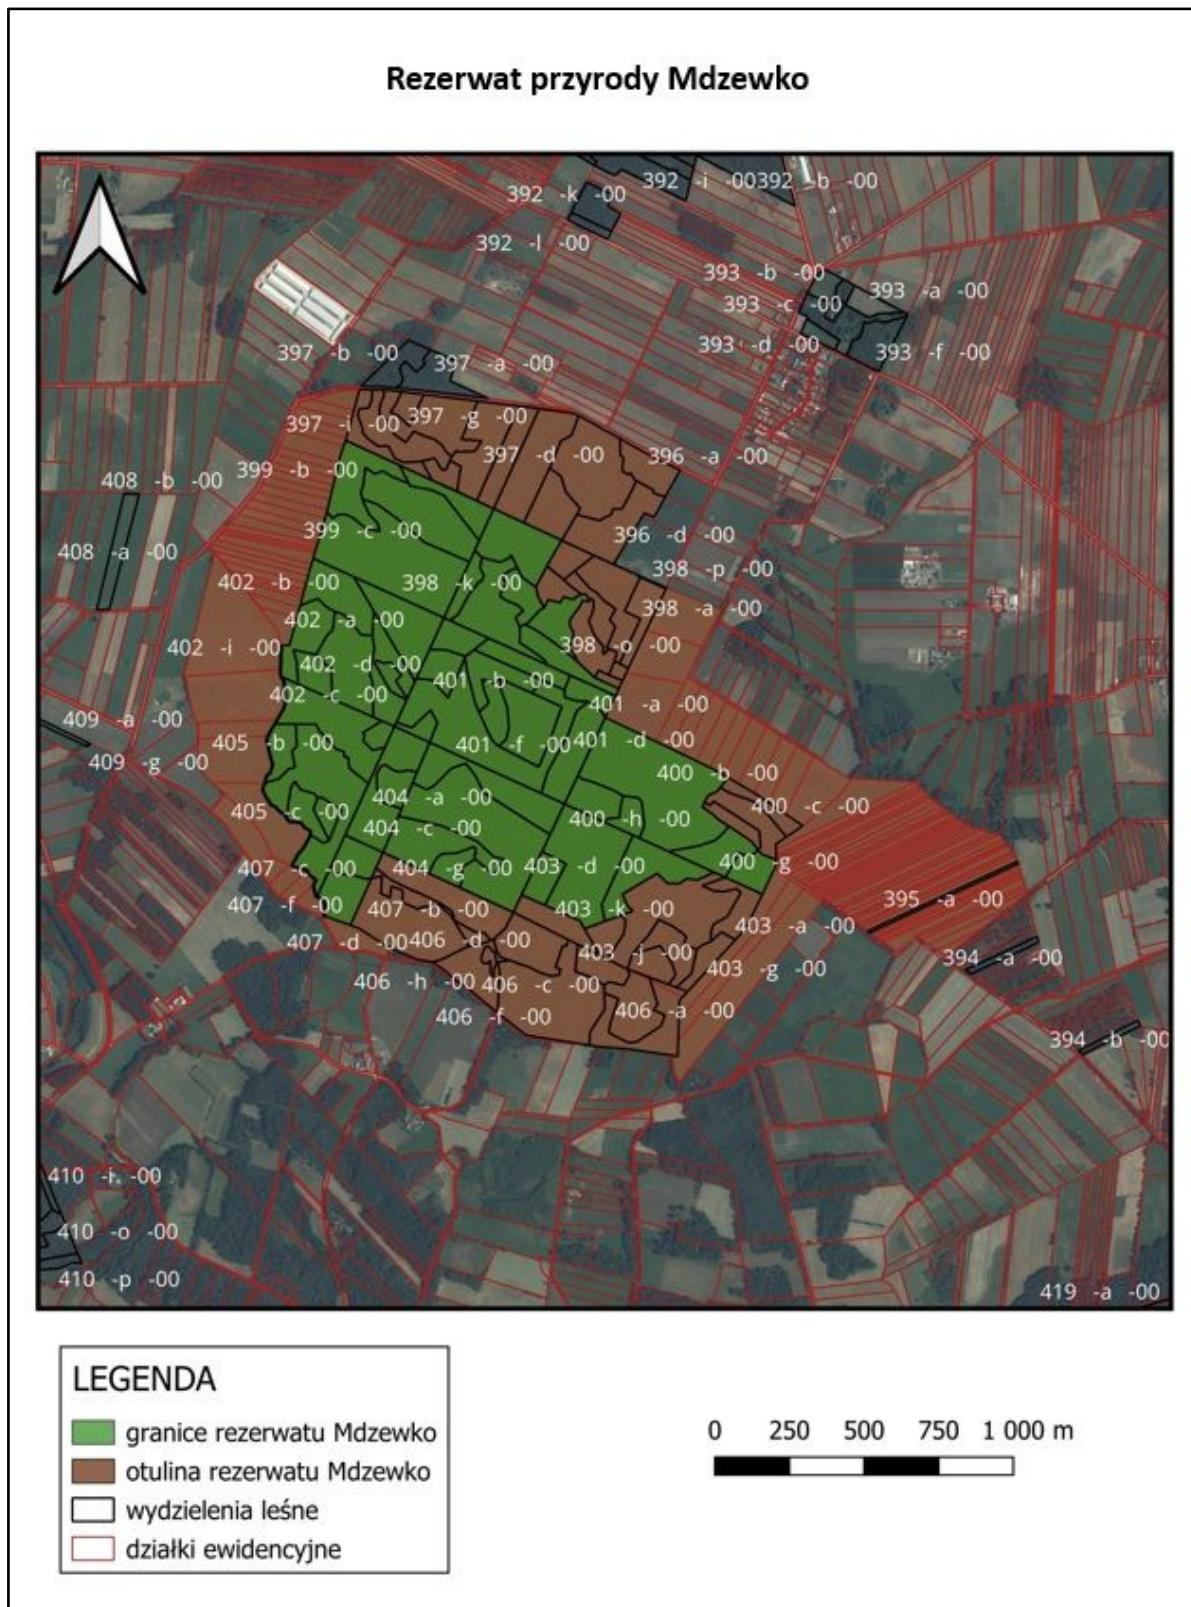 Rezerwat przyrody Mdzewko
392 -i -00
392 -b -00
392 -k -00
392 -l -00
393 -b -00
393 -a -00
393 -c -00
393 -d -00
393 -f -00
397 -b -00
397 -a -00
397 -g -00
397 -i -00
397 -d -00
396 -a -00
399 -b -00
408 -b -00
399 -c -00
396 -d -00
408 -a -00
398 -p -00
402 -b -00
398 -k -00
398 -a -00
402 -a -00
402 -i -00
398 -o -00
402 -d -00
401 -b -00
402 -c -00
401 -a -00
409 -a -00
405 -b -00
401 -f -00
401 -d -00
409 -g -00
400 -b -00
404 -a -00
400 -c -00
405 -c -00
400 -h -00
404 -c -00
407 -c -00
404 -g -00
403 -d -00
400 -g -00
395 -a -00
407 -f -00
407 -b -00
403 -k -00
403 -a -00
407 -d -00
406 -d -00
403 -j -00
394 -a -00
403 -g -00
406 -h -00
406 -c -00
406 -f -00
406 -a -00
394 -b -00
410 -o -00
410 -p -00
419 -a -00
LEGENDA
granice rezerwatu Mdzewko
otulina rezerwatu Mdzewko
wydzielenia leśne
działki ewidencyjne
0 250 500 750 1 000 m